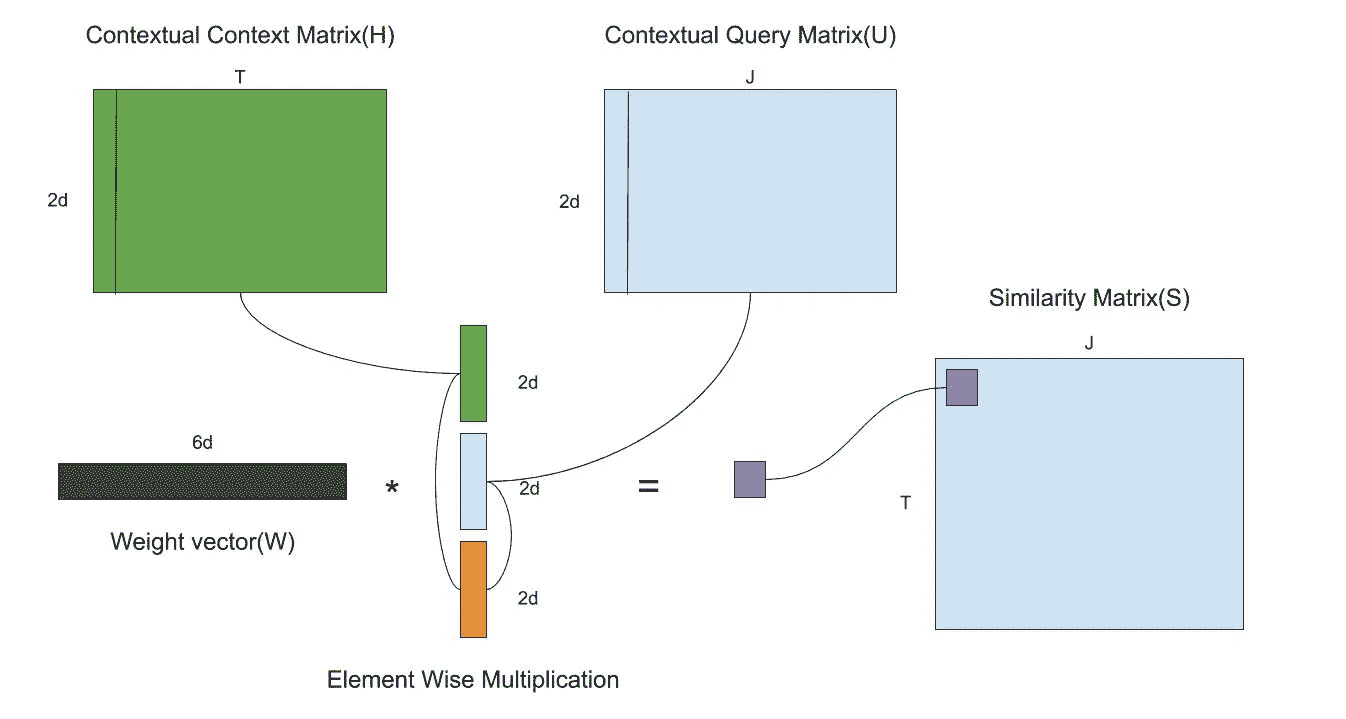 Contextual Context Matrix(H)
Contextual Query Matrix(U)
T
J
2d
2d
Similarity Matrix(S)
J
2d
6d
*
2d
=
T
Weight vector(W)
2d
Element Wise Multiplication